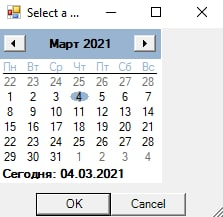 Select a ...
Март 2021
Пн Вт Ср Чт Пт Сб Вс
22 23 24 25 26 27 28
1 2 3 4 5 6 7
8 9 10 11 12 13 14
15 16 17 18 19 20 21
22 23 24 25 26 27 28
29 30 31 1 2 3 4
Сегодня: 04.03.2021
OK Cancel